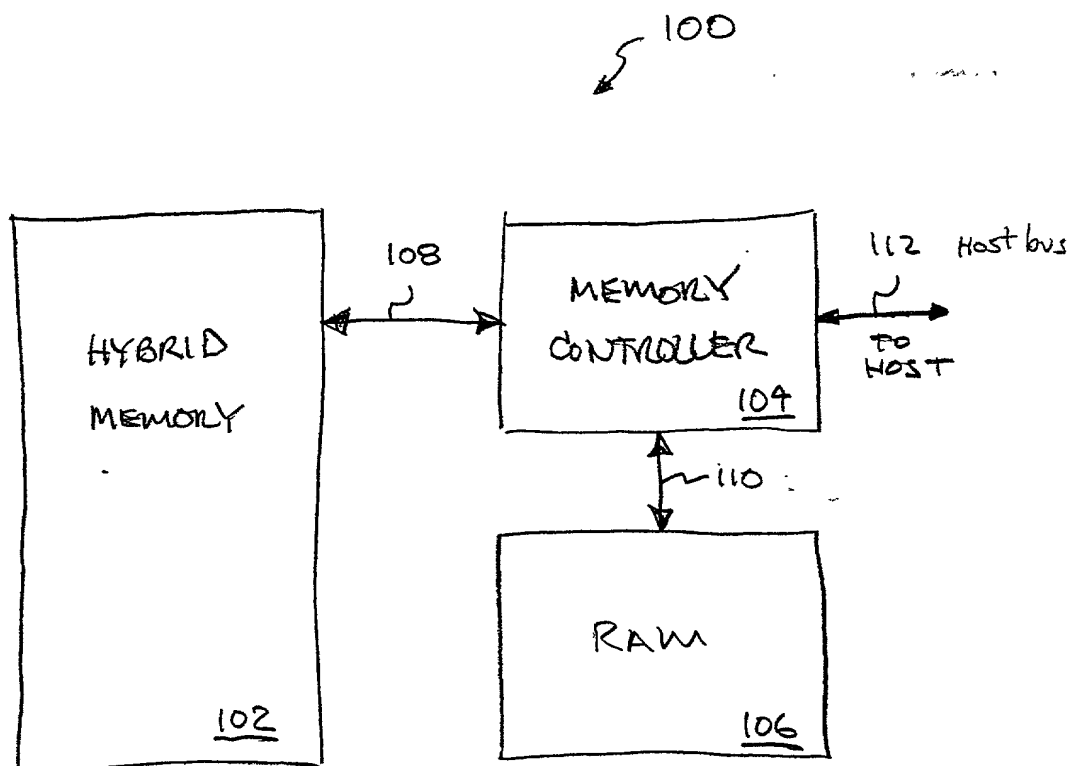 100
108
112 Host bus
HYBRID
MEMORY
MEMORY
CONTROLLER
104
TO
HOST
110
RAM
102
106